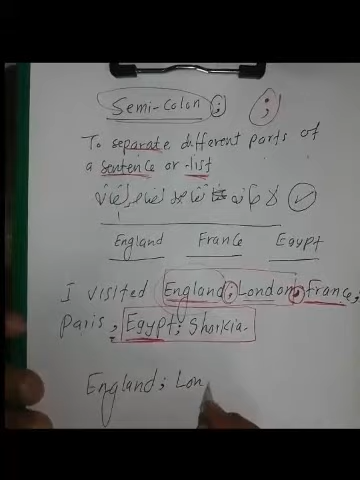 Semi-Colon ; ;
To separate different parts of
a sentence or list
England France Egypt
I visited England ; London ; France ;
Paris , Egypt ; Sharkia .
England ; Lon